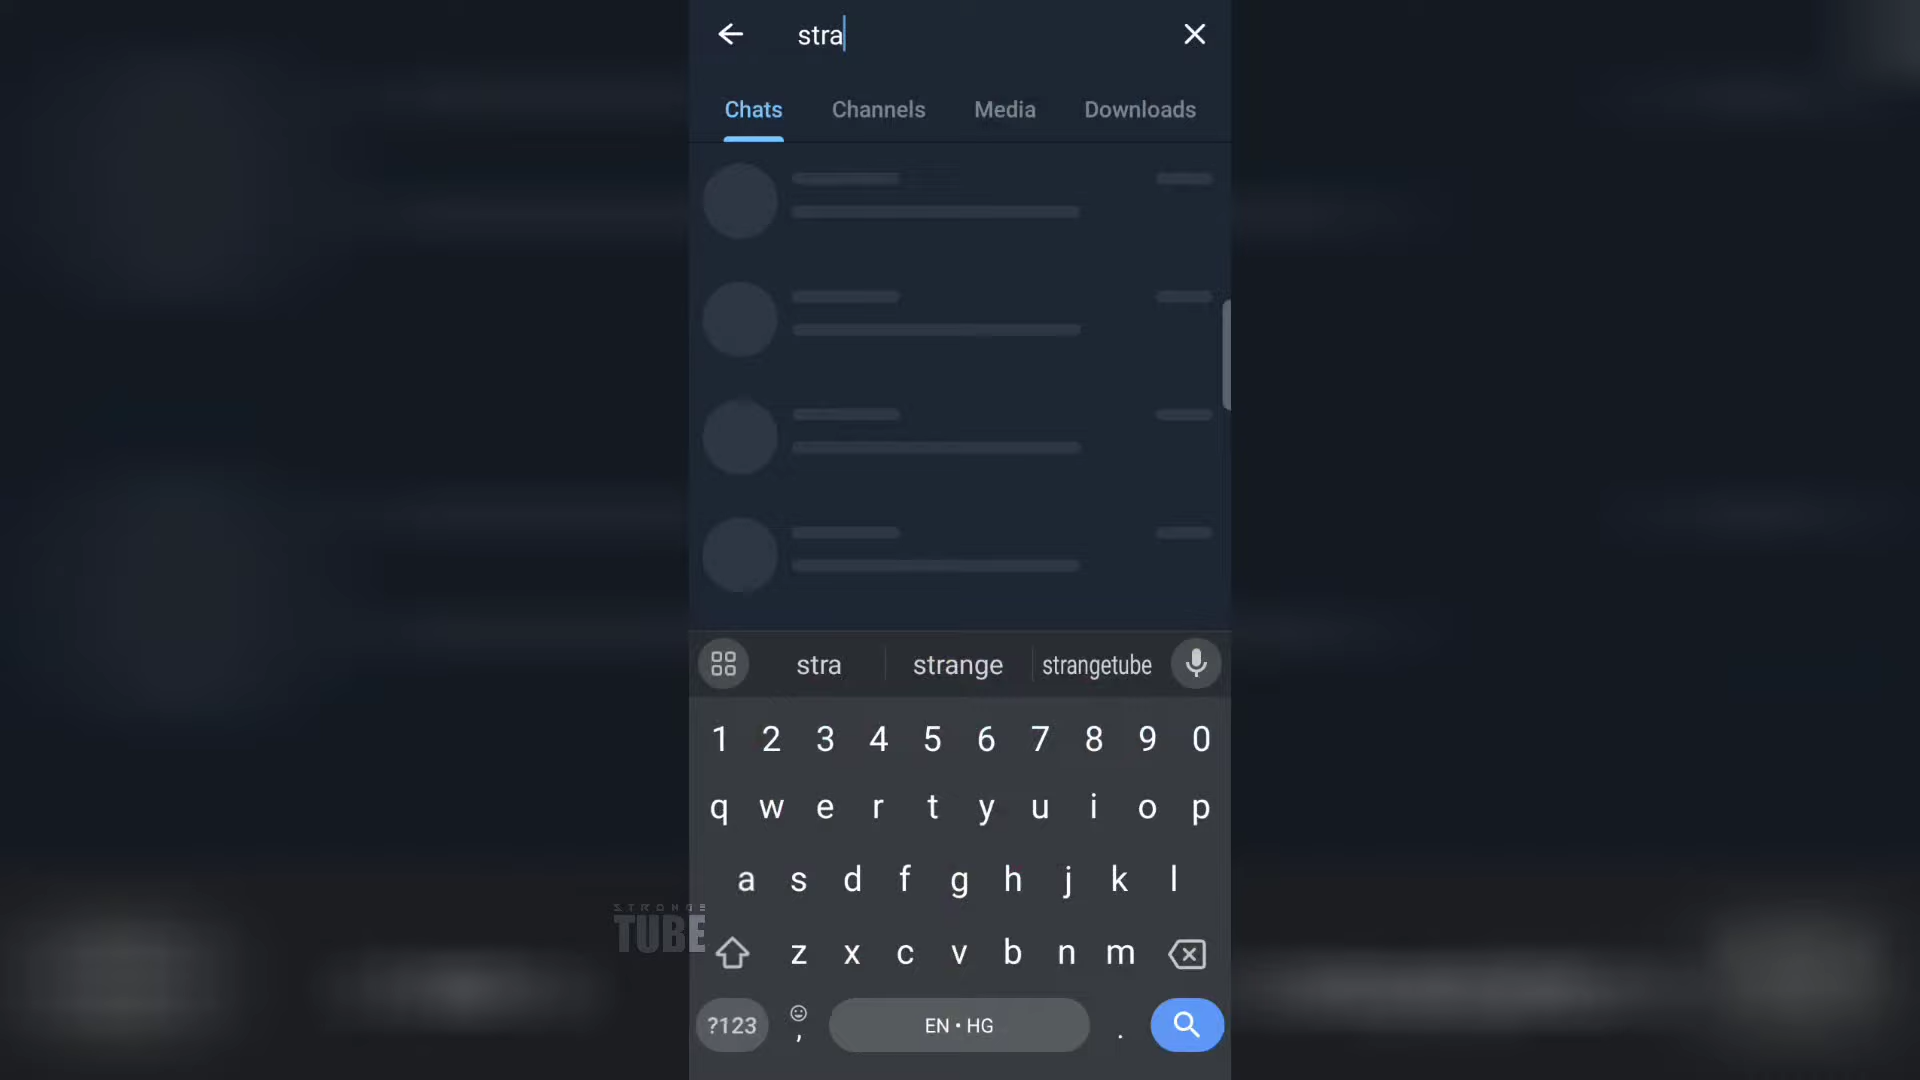 stra
Chats Channels Media Downloads
stra strange strangetube
1 2 3 4 5 6 7 8 9 0
q w e r t y u i o p
a s d f g h j k l
STRANGE
TUBE
z x c v b n m
?123 , EN • HG .